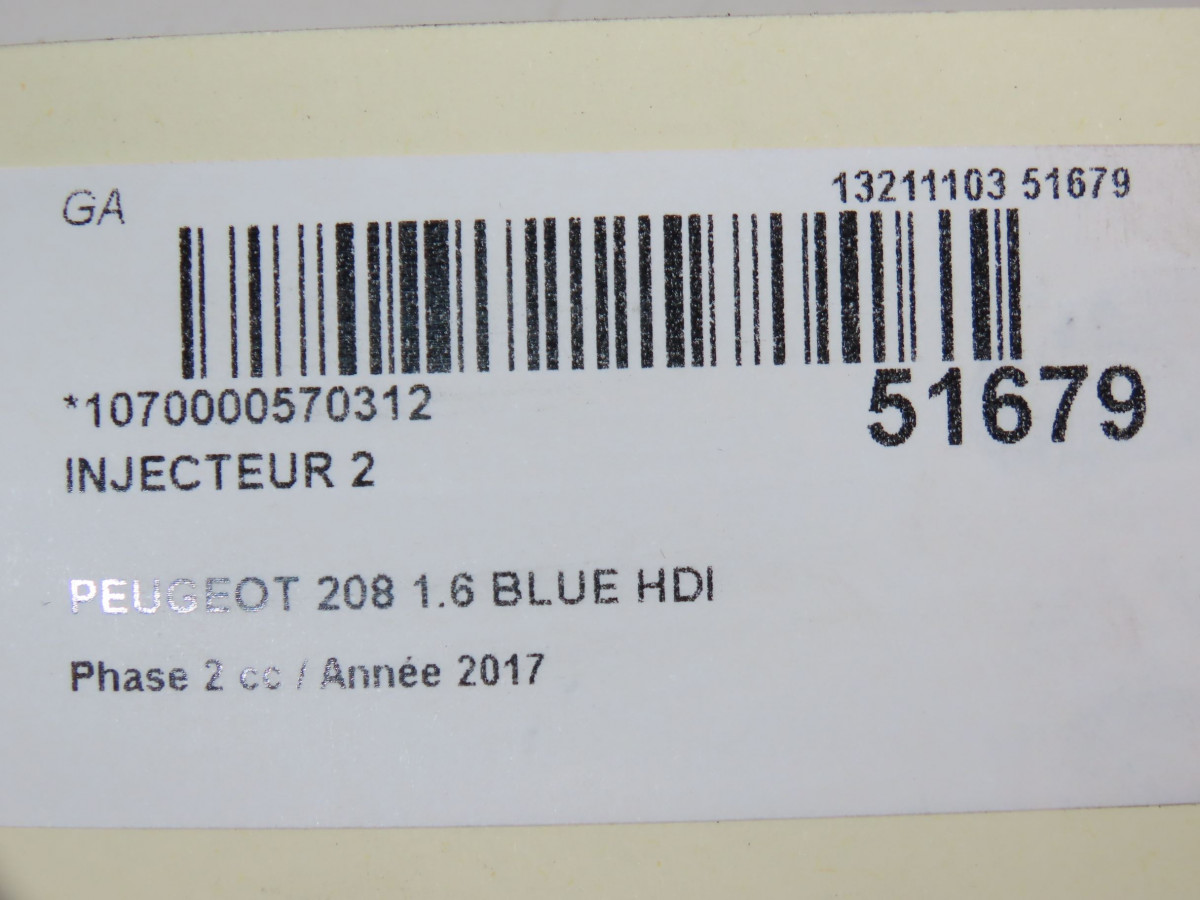 GA
13211103 51679
*1070000570312
51679
INJECTEUR 2
PEUGEOT 208 1.6 BLUE HDI
Phase 2 cc / Année 2017